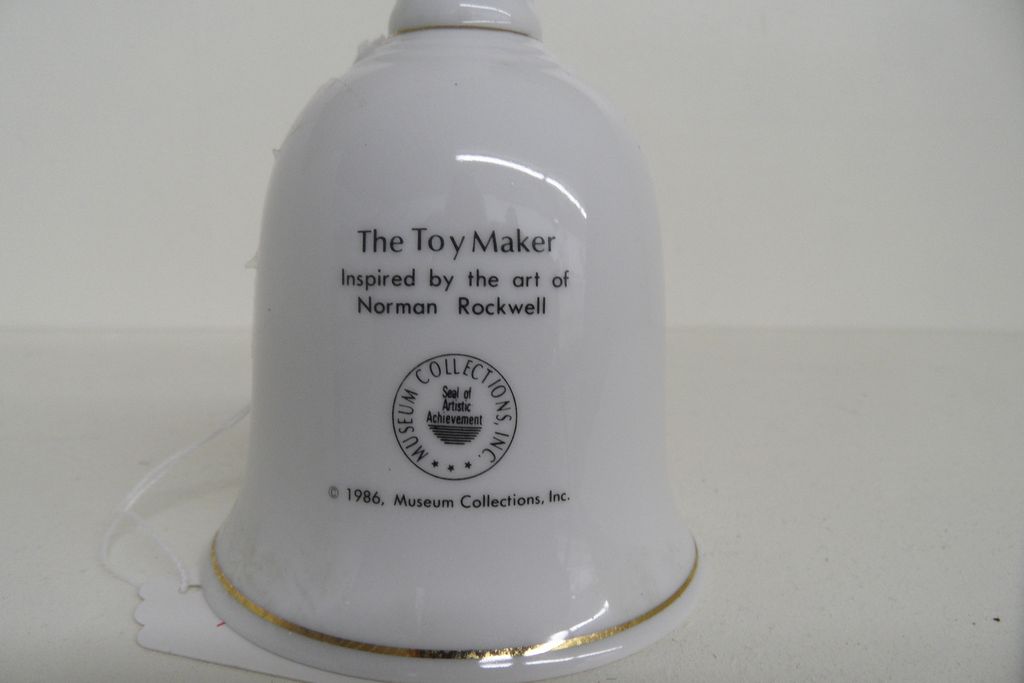 The Toy Maker
Inspired by the art of
Norman Rockwell
MUSEUM COLLECTIONS, INC.
Seal of
Artistic
Achievement
© 1986, Museum Collections, Inc.